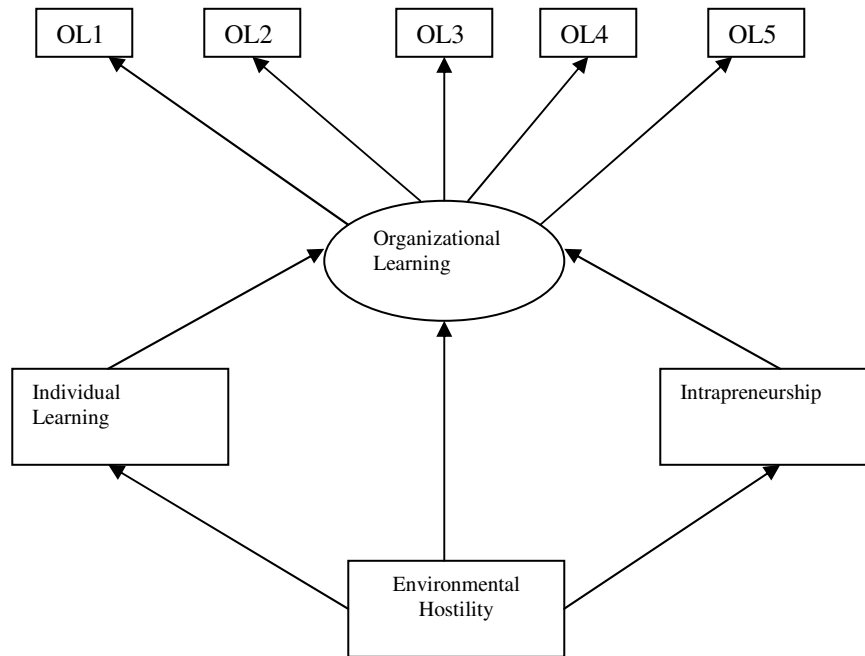 OL1 OL2 OL3 OL4 OL5
Organizational
Learning
Individual
Learning
Intrapreneurship
Environmental
Hostility